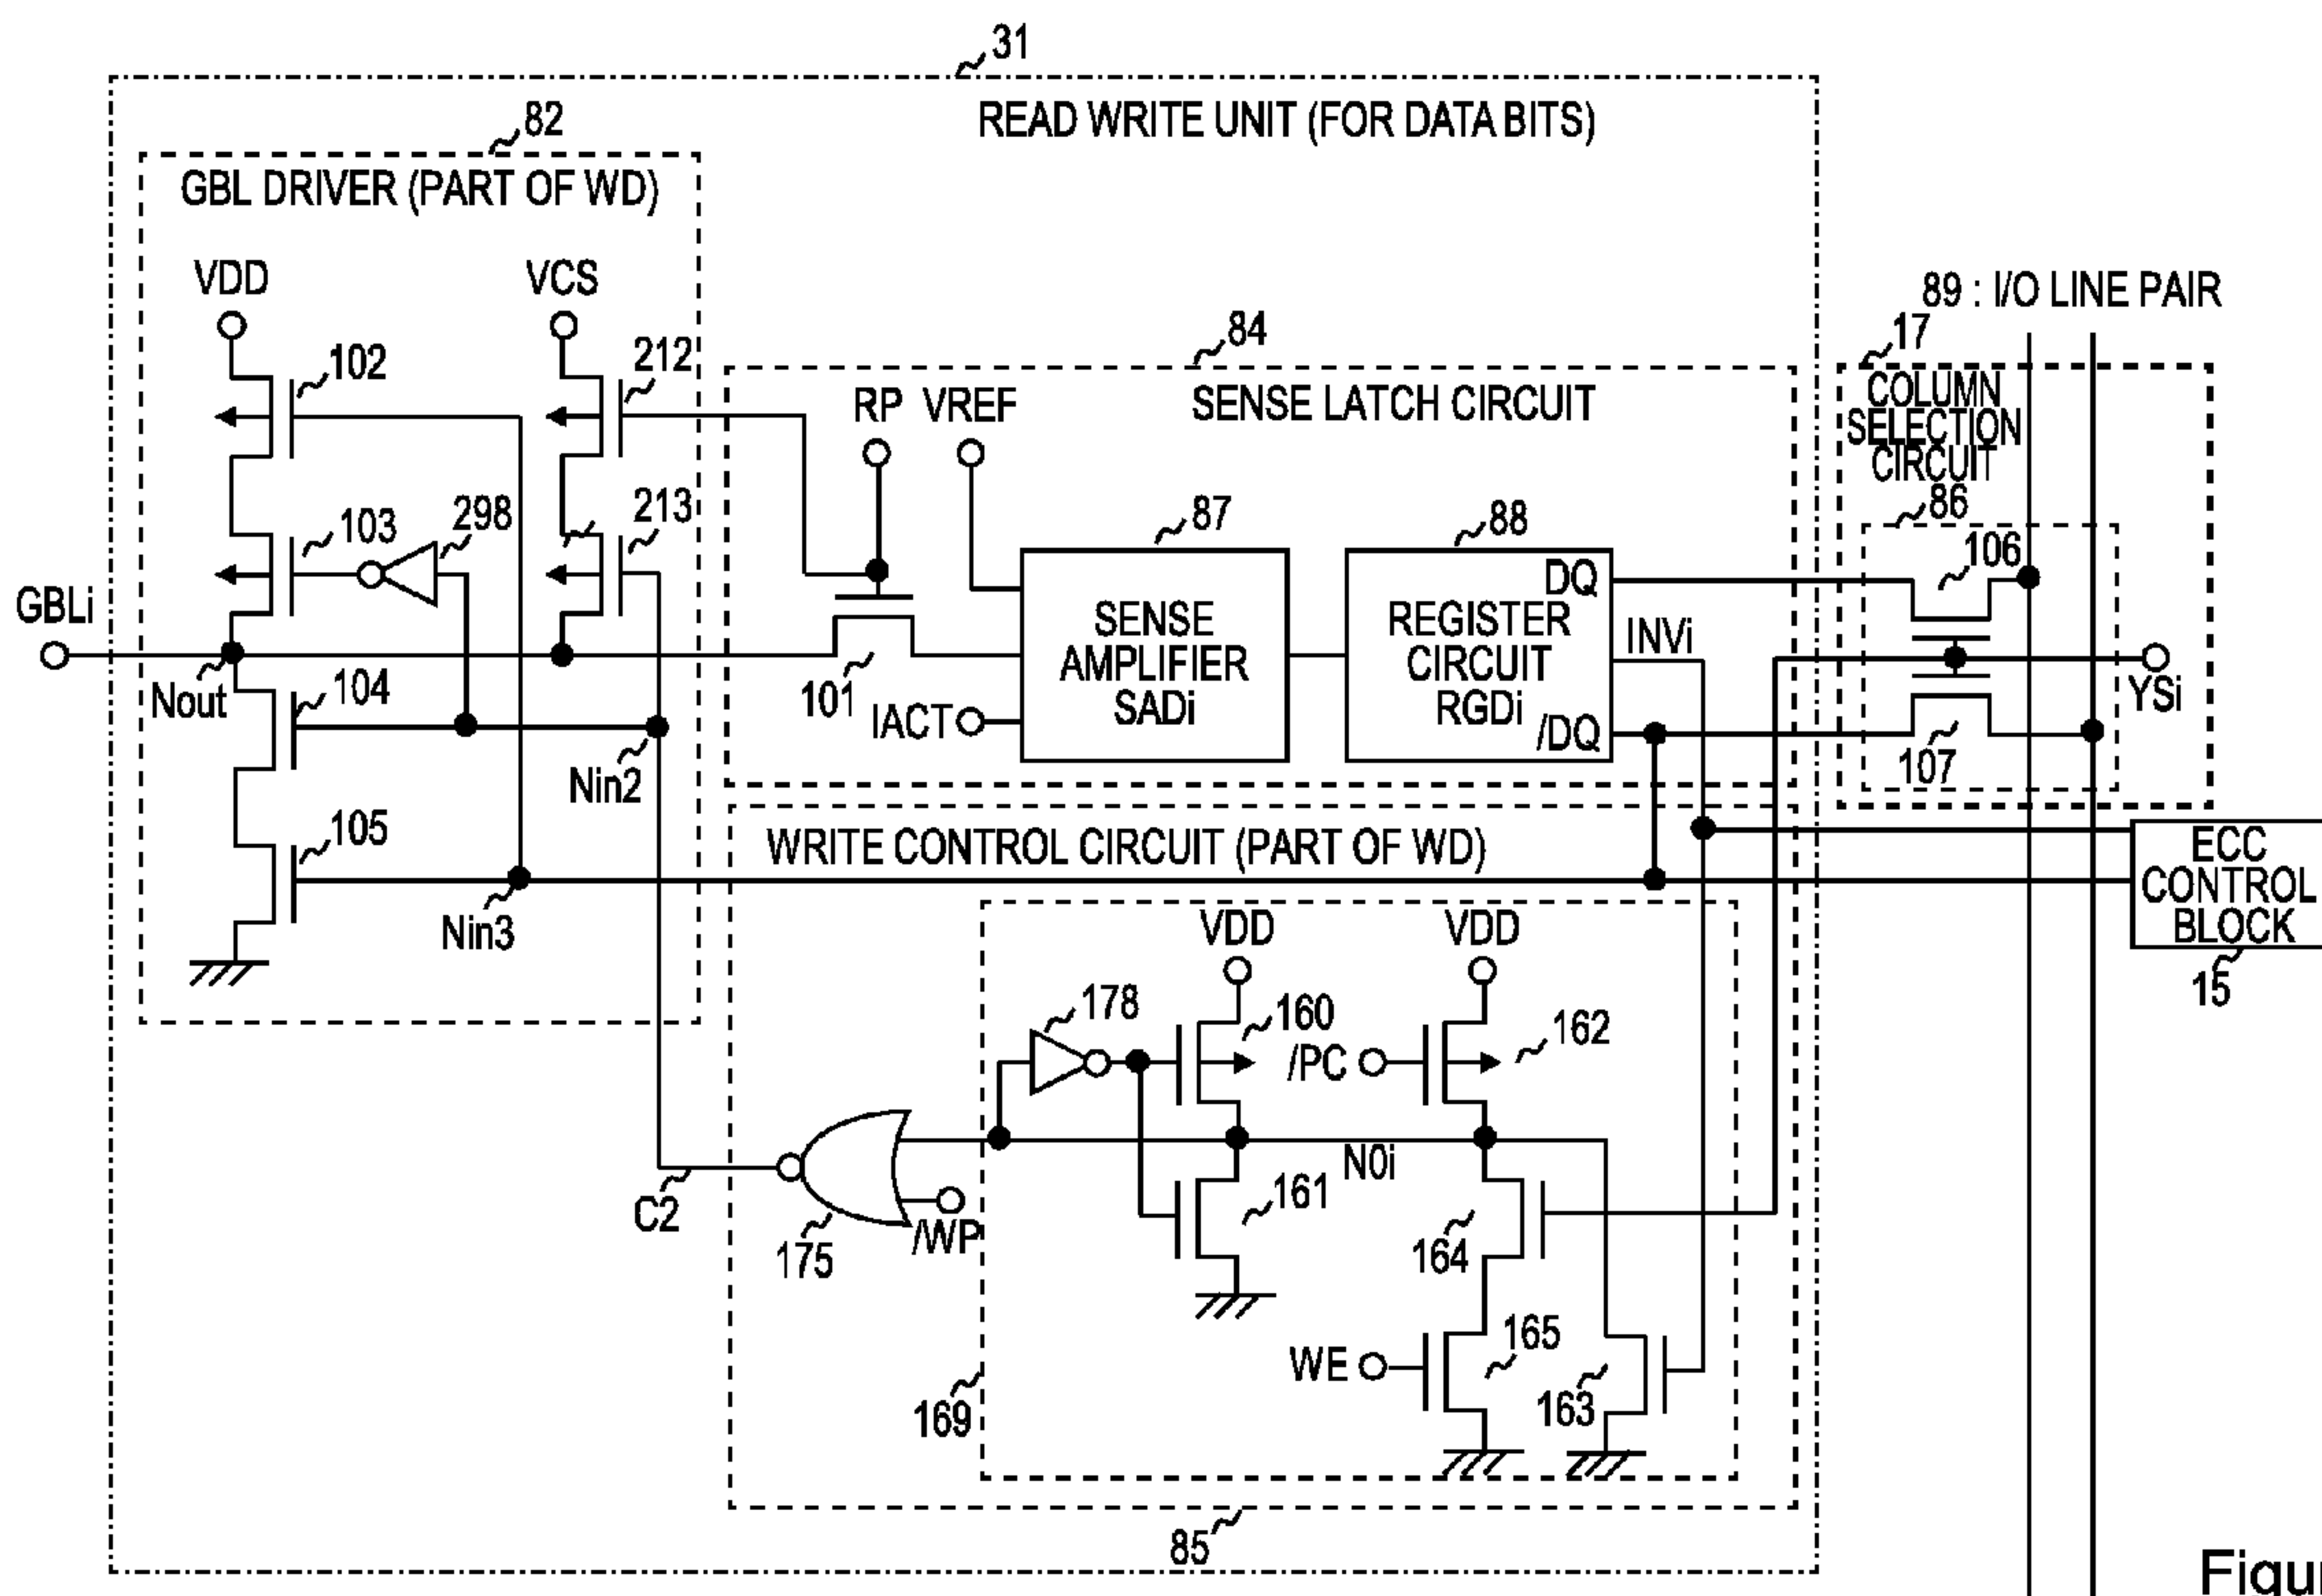 31
READ WRITE UNIT (FOR DATA BITS)
82
GBL DRIVER (PART OF WD)
VDD
VCS
89 : I/O LINE PAIR
102
212
84
17
RP
VREF
SENSE LATCH CIRCUIT
COLUMN
SELECTION
CIRCUIT
103
298
213
87
88
86
106
GBLi
DQ
SENSE
AMPLIFIER
SADi
REGISTER
CIRCUIT
RGDi
INVi
Nout
104
101
IACT
/DQ
YSi
Nin2
107
105
WRITE CONTROL CIRCUIT (PART OF WD)
ECC
CONTROL
BLOCK
Nin3
VDD
VDD
15
178
160
/PC
162
N0i
C2
175
/WP
161
164
WE
165
163
169
85
Figu